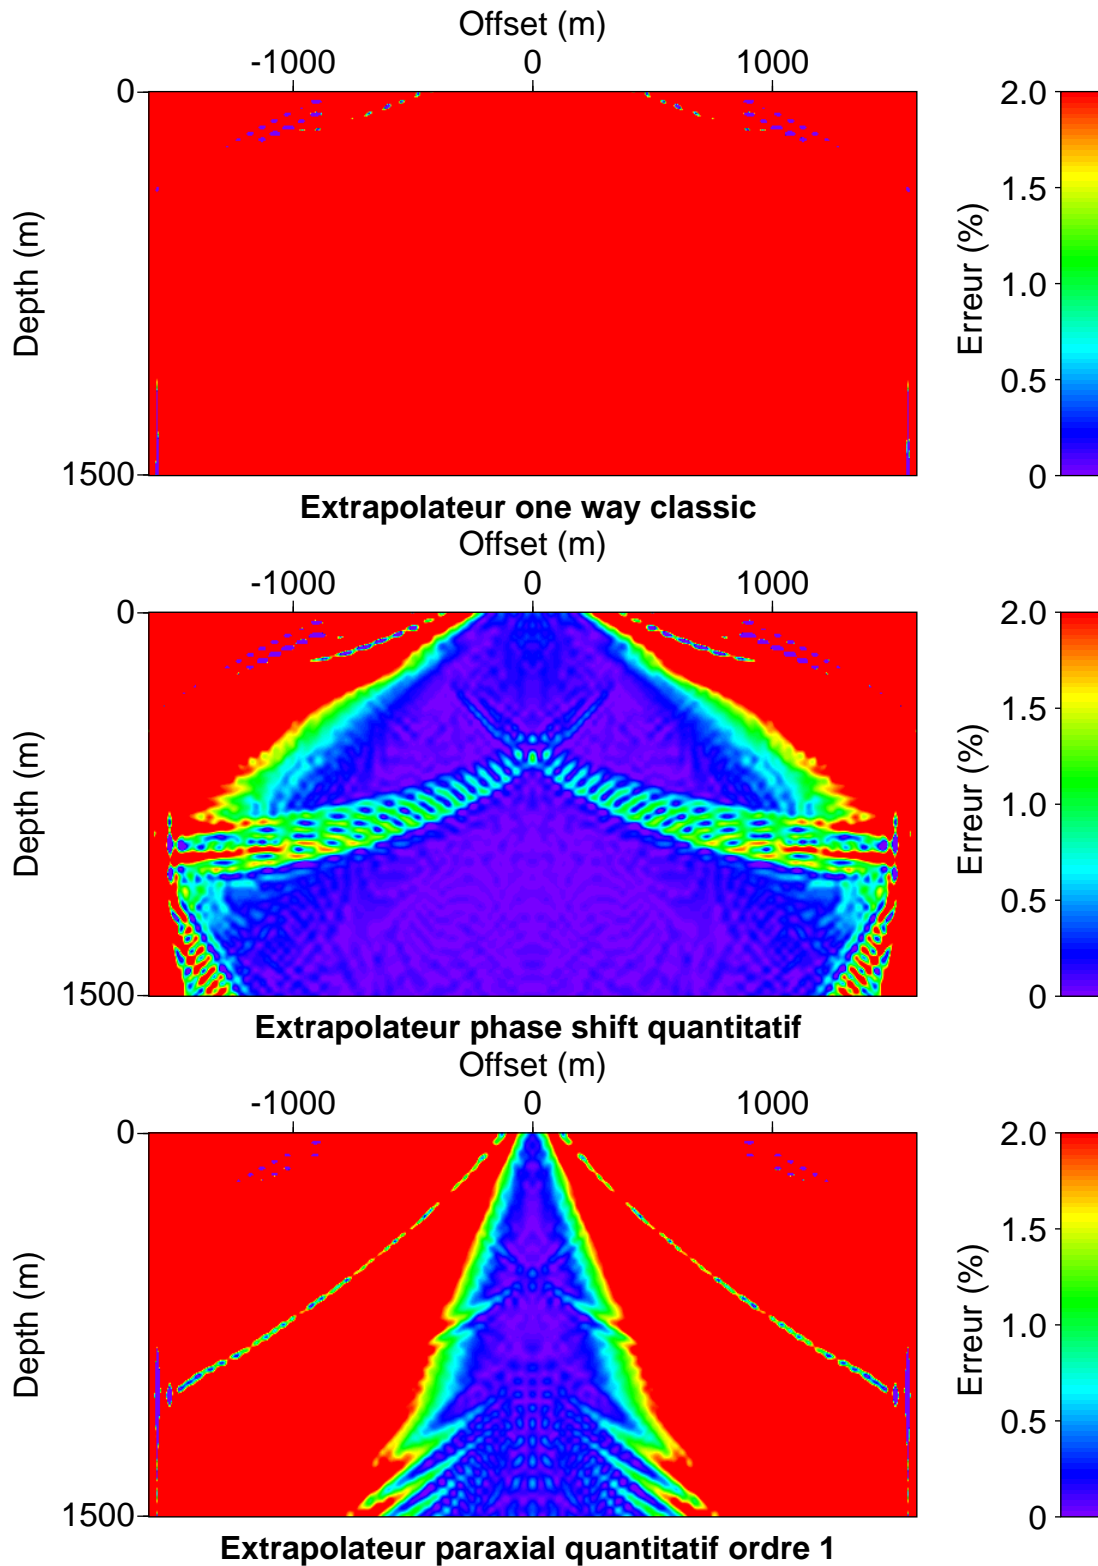 Offset (m)
-1000 0 1000
0
Depth (m)
1500
2.0
1.5
1.0
0.5
0
Erreur (%)
Extrapolateur one way classic
Offset (m)
-1000 0 1000
0
Depth (m)
1500
2.0
1.5
1.0
0.5
0
Erreur (%)
Extrapolateur phase shift quantitatif
Offset (m)
-1000 0 1000
0
Depth (m)
1500
2.0
1.5
1.0
0.5
0
Erreur (%)
Extrapolateur paraxial quantitatif ordre 1